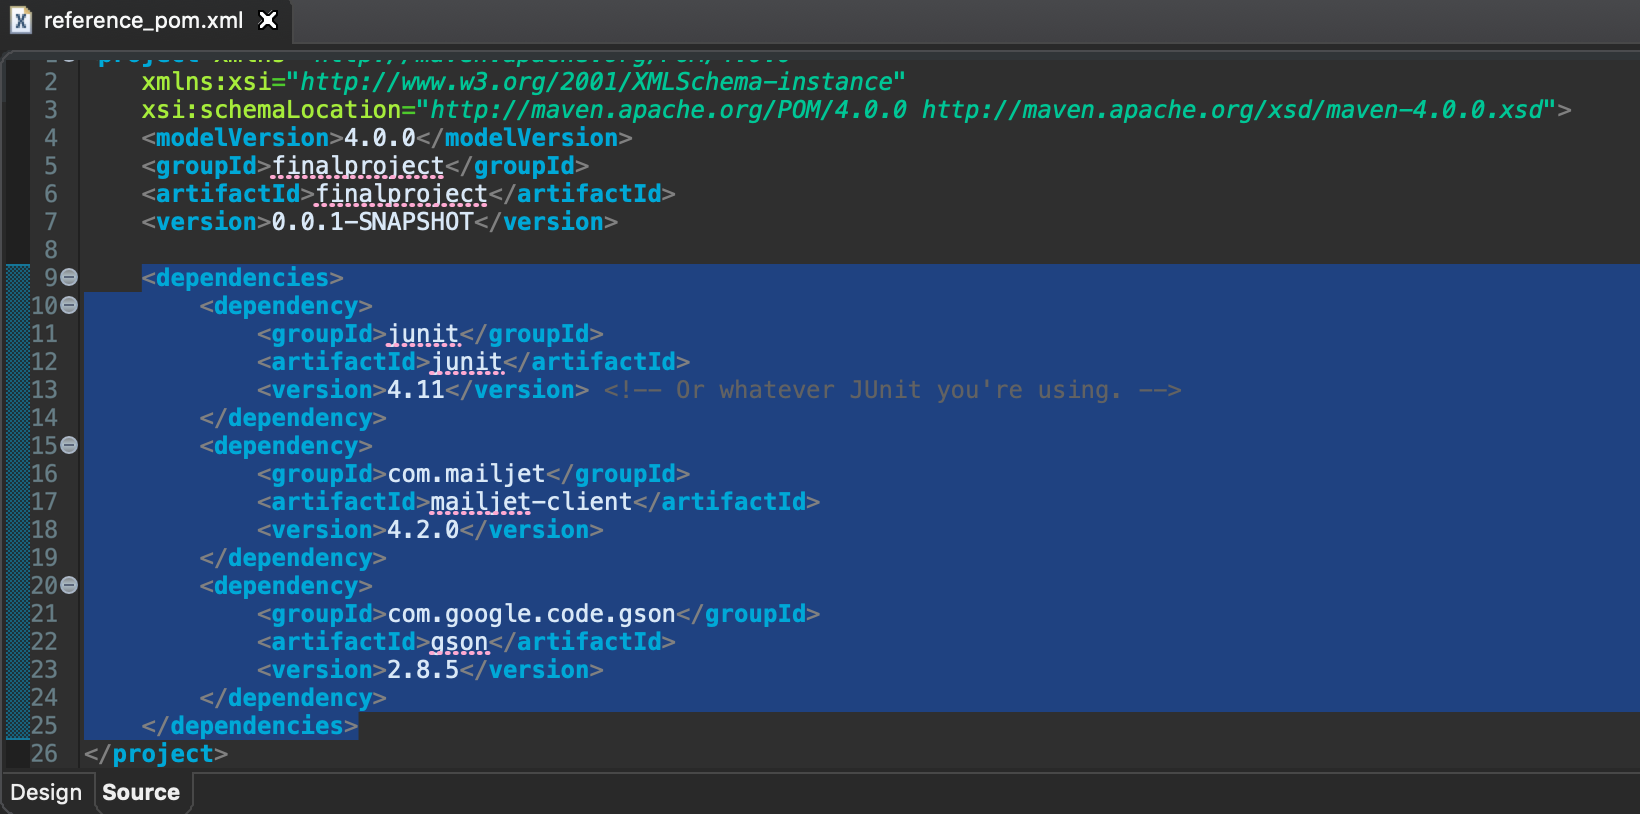 reference_pom.xml
2 xmlns:xsi="http://www.w3.org/2001/XMLSchema-instance"
3 xsi:schemaLocation="http://maven.apache.org/POM/4.0.0 http://maven.apache.org/xsd/maven-4.0.0.xsd">
4 <modelVersion>4.0.0</modelVersion>
5 <groupId>finalproject</groupId>
6 <artifactId>finalproject</artifactId>
7 <version>0.0.1-SNAPSHOT</version>
8
9 <dependencies>
10 <dependency>
11 <groupId>junit</groupId>
12 <artifactId>junit</artifactId>
13 <version>4.11</version> <!-- Or whatever JUnit you're using. -->
14 </dependency>
15 <dependency>
16 <groupId>com.mailjet</groupId>
17 <artifactId>mailjet-client</artifactId>
18 <version>4.2.0</version>
19 </dependency>
20 <dependency>
21 <groupId>com.google.code.gson</groupId>
22 <artifactId>gson</artifactId>
23 <version>2.8.5</version>
24 </dependency>
25 </dependencies>
26 </project>
Design Source